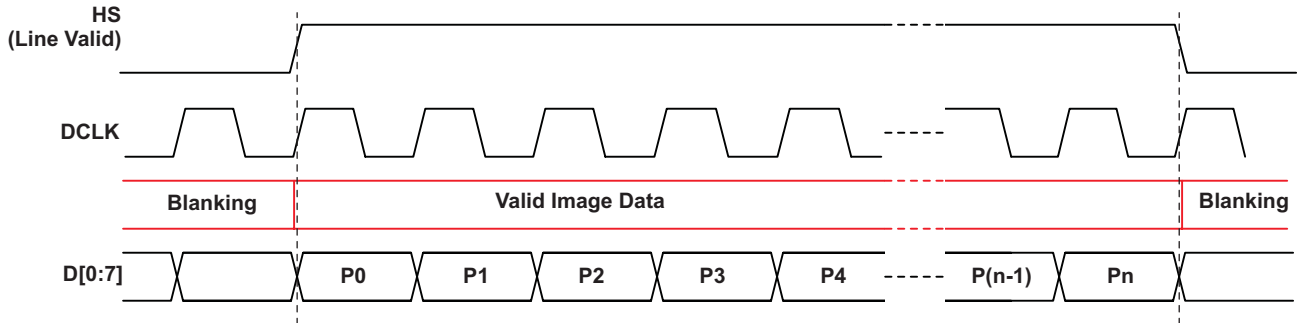 HS
(Line Valid)
DCLK
Blanking
Valid Image Data
Blanking
D[0:7]
P0
P1
P2
P3
P4
P(n-1)
Pn